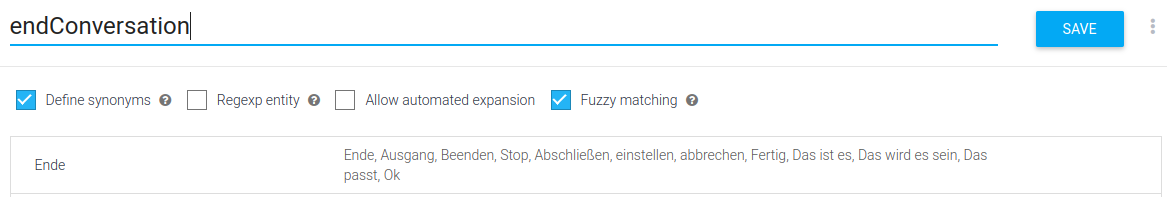 endConversation
SAVE
Define synonyms
Regexp entity
Allow automated expansion
Fuzzy matching
Ende
Ende, Ausgang, Beenden, Stop, Abschließen, einstellen, abbrechen, Fertig, Das ist es, Das wird es sein, Das
passt, Ok